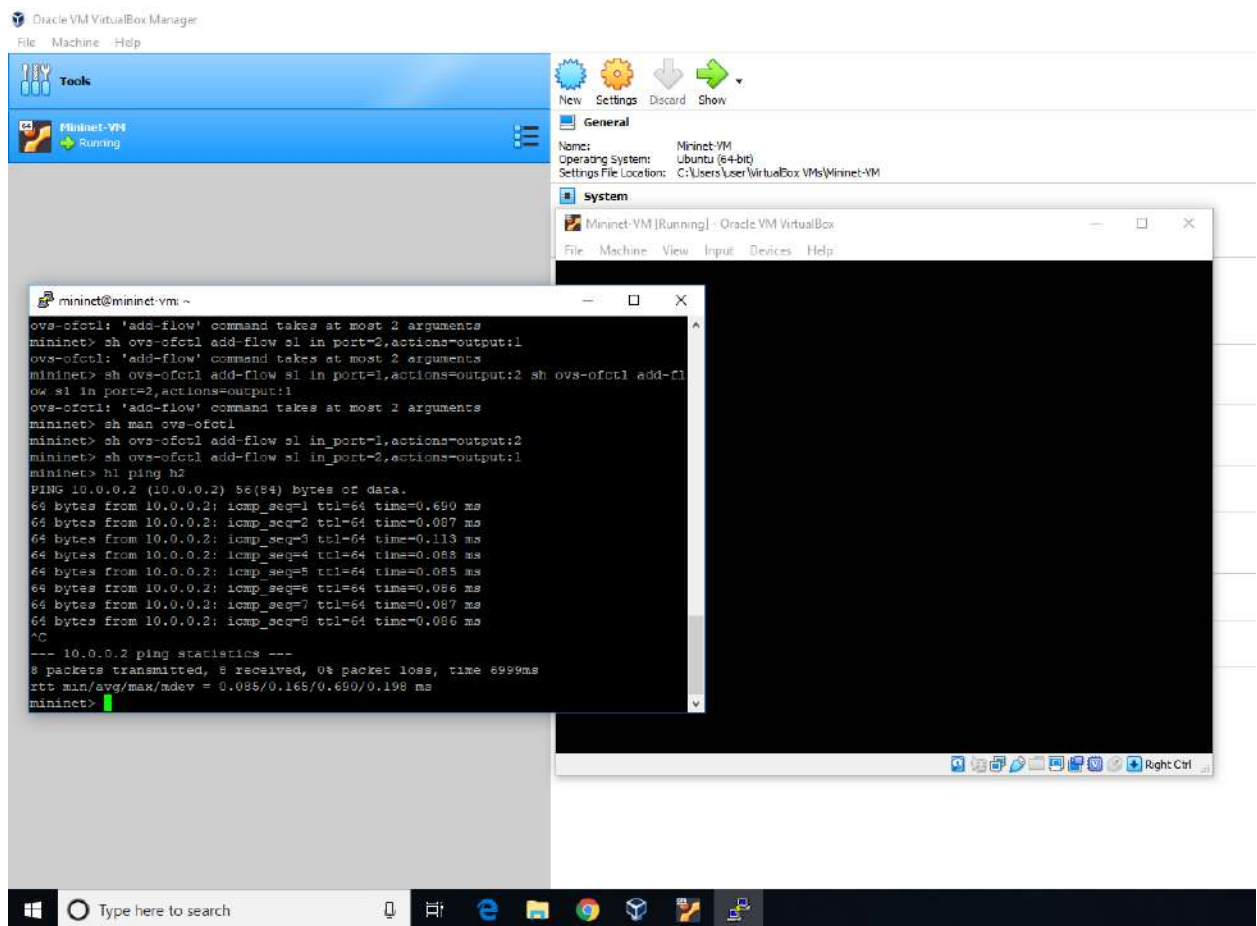 Oracle VM VirtualBox Manager
File Machine Help
Tools
New Settings Discard Show
Mininet-VM
Running
General
Name: Mininet-VM
Operating System: Ubuntu (64-bit)
Settings File Location: C:\Users\user\VirtualBox VMs\Mininet-VM
System
Mininet-VM [Running] - Oracle VM VirtualBox
File Machine View Input Devices Help
mininet@mininet-vm: ~
ovs-ofctl: 'add-flow' command takes at most 2 arguments
mininet> sh ovs-ofctl add-flow s1 in port=2,actions=output:1
ovs-ofctl: 'add-flow' command takes at most 2 arguments
mininet> sh ovs-ofctl add-flow s1 in port=1,actions=output:2 sh ovs-ofctl add-fl
ow s1 in port=2,actions=output:1
ovs-ofctl: 'add-flow' command takes at most 2 arguments
mininet> sh man ovs-ofctl
mininet> sh ovs-ofctl add-flow s1 in_port=1,actions=output:2
mininet> sh ovs-ofctl add-flow s1 in_port=2,actions=output:1
mininet> h1 ping h2
PING 10.0.0.2 (10.0.0.2) 56(84) bytes of data.
64 bytes from 10.0.0.2: icmp_seq=1 ttl=64 time=0.690 ms
64 bytes from 10.0.0.2: icmp_seq=2 ttl=64 time=0.087 ms
64 bytes from 10.0.0.2: icmp_seq=3 ttl=64 time=0.113 ms
64 bytes from 10.0.0.2: icmp_seq=4 ttl=64 time=0.088 ms
64 bytes from 10.0.0.2: icmp_seq=5 ttl=64 time=0.085 ms
64 bytes from 10.0.0.2: icmp_seq=6 ttl=64 time=0.086 ms
64 bytes from 10.0.0.2: icmp_seq=7 ttl=64 time=0.087 ms
64 bytes from 10.0.0.2: icmp_seq=8 ttl=64 time=0.086 ms
^C
--- 10.0.0.2 ping statistics ---
8 packets transmitted, 8 received, 0% packet loss, time 6999ms
rtt min/avg/max/mdev = 0.085/0.165/0.690/0.198 ms
mininet>
Right Ctrl
Type here to search